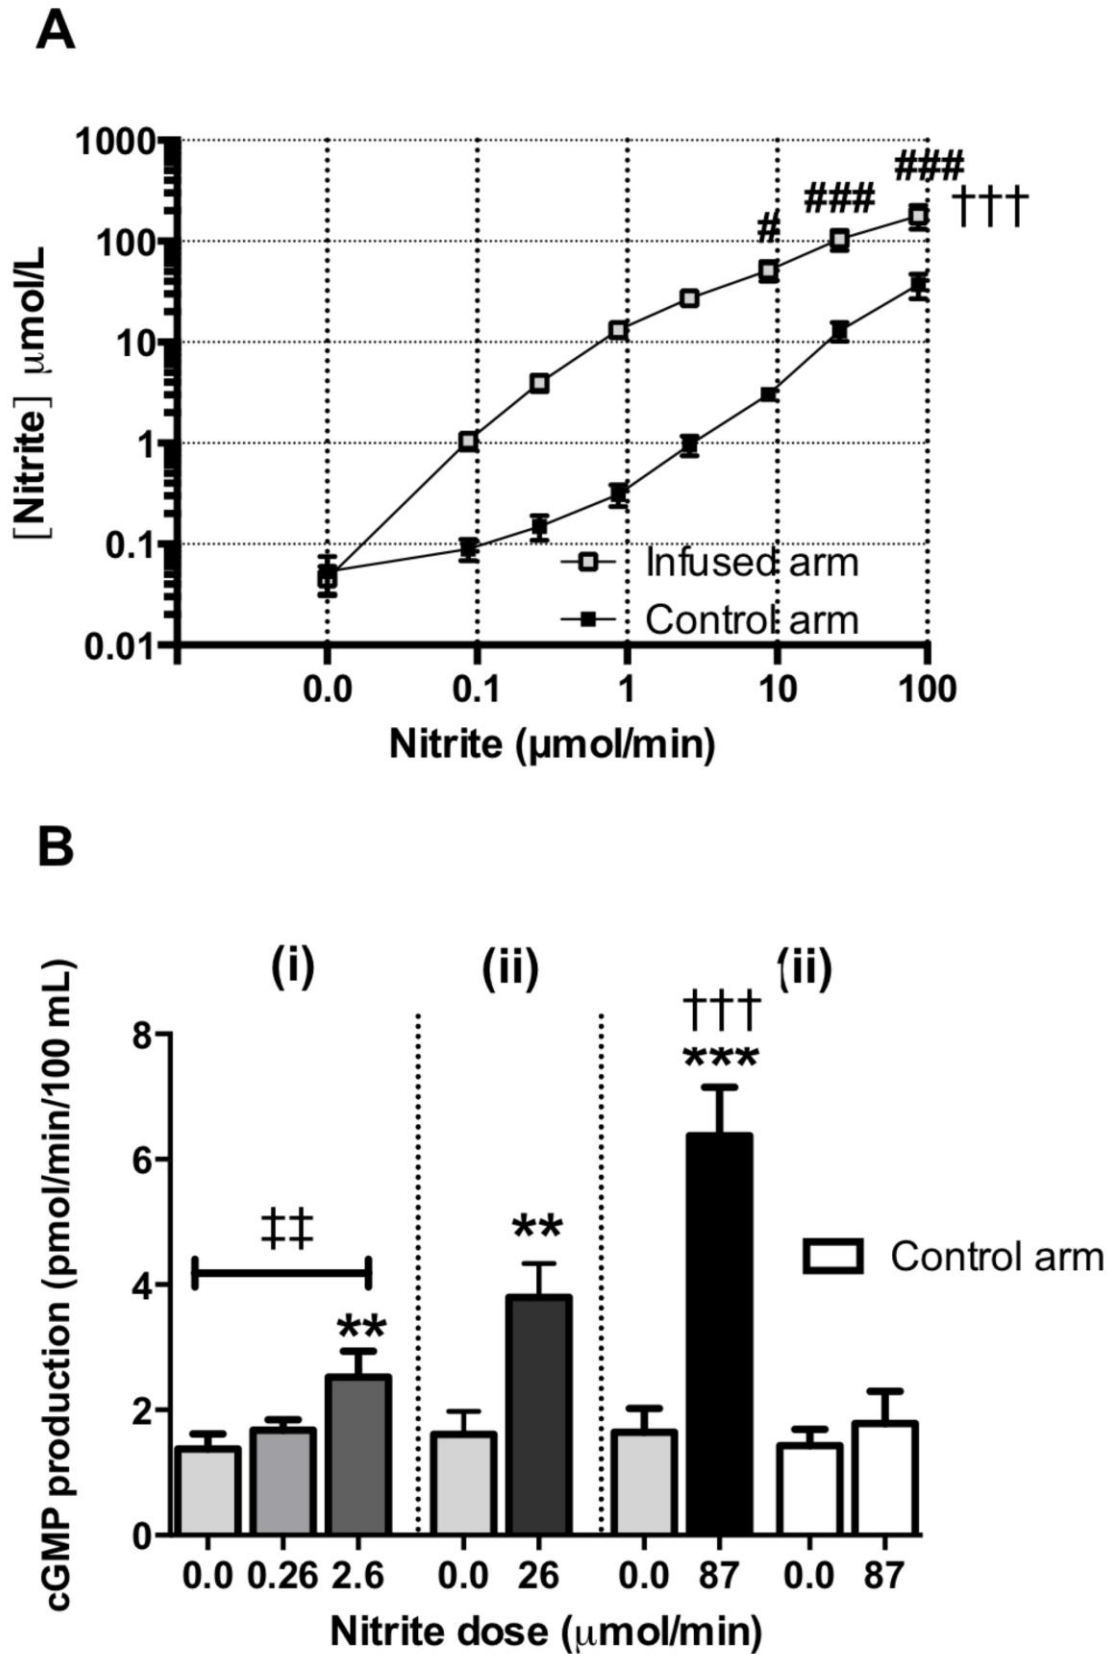 A
1000
100
10
1
0.1
0.01
[Nitrite] μmol/L
#
###
###
†††
Infused arm
Control arm
0.0 0.1 1 10 100
Nitrite (µmol/min)
B
(i) (ii) (ii)
8
6
4
2
0
cGMP production (pmol/min/100 mL)
‡‡
**
**
†††
***
Control arm
0.0 0.26 2.6 0.0 26 0.0 87 0.0 87
Nitrite dose (μmol/min)